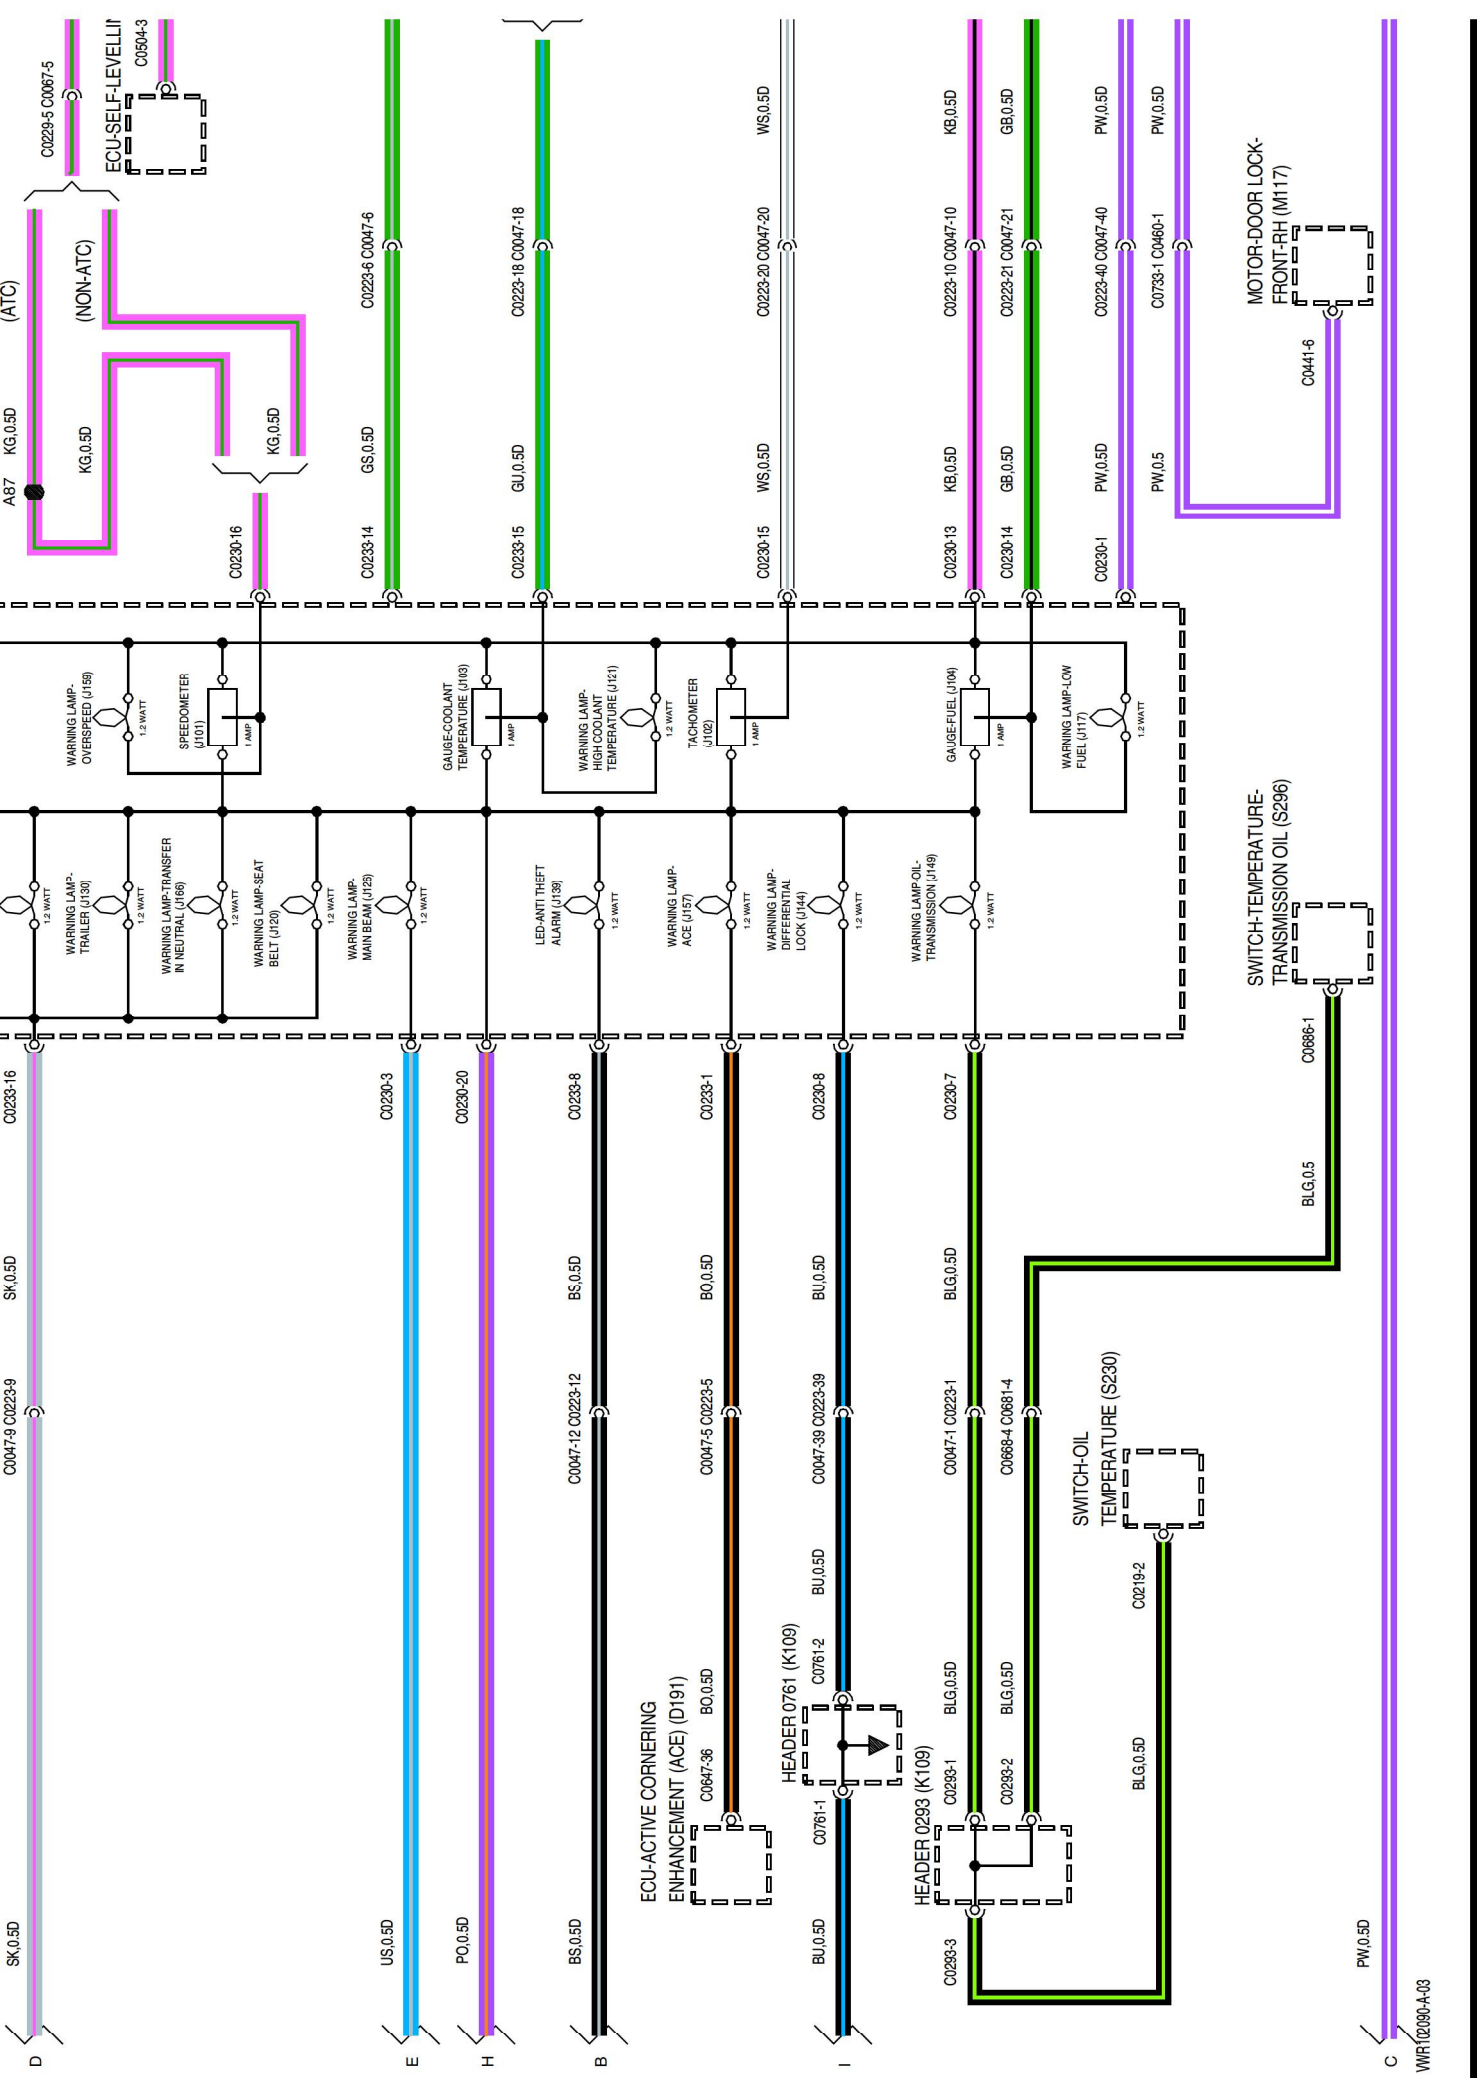 C0229-5 C0067-5
ECU-SELF-LEVELLIN
C0504-3
(ATC)
(NON-ATC)
A87
KG,0.5D
KG,0.5D
KG,0.5D
C0230-16
C0223-6 C0047-6
GS,0.5D
C0233-14
C0223-18 C0047-18
GU,0.5D
C0233-15
WS,0.5D
C0223-20 C0047-20
WS,0.5D
C0230-15
KB,0.5D
C0223-10 C0047-10
KB,0.5D
C0230-13
GB,0.5D
C0223-21 C0047-21
GB,0.5D
C0230-14
PW,0.5D
C0223-40 C0047-40
PW,0.5D
C0230-1
PW,0.5D
C0733-1 C0460-1
PW,0.5
MOTOR-DOOR LOCK-
FRONT-RH (M117)
C0441-6
WARNING LAMP-
OVERSPEED (J159)
1.2 WATT
SPEEDOMETER
(J101)
1 AMP
GAUGE-COOLANT
TEMPERATURE (J103)
1 AMP
WARNING LAMP-
HIGH COOLANT
TEMPERATURE (J121)
1.2 WATT
TACHOMETER
(J102)
1 AMP
GAUGE-FUEL (J104)
1 AMP
WARNING LAMP-LOW
FUEL (J117)
1.2 WATT
1.2 WATT
WARNING LAMP-
TRAILER (J130)
1.2 WATT
WARNING LAMP-TRANSFER
IN NEUTRAL (J166)
1.2 WATT
WARNING LAMP-SEAT
BELT (J120)
1.2 WATT
WARNING LAMP-
MAIN BEAM (J125)
1.2 WATT
LED-ANTI THEFT
ALARM (J139)
1.2 WATT
WARNING LAMP-
ACE (J157)
1.2 WATT
WARNING LAMP-
DIFFERENTIAL
LOCK (J144)
1.2 WATT
WARNING LAMP-OIL-
TRANSMISSION (J149)
1.2 WATT
SWITCH-TEMPERATURE-
TRANSMISSION OIL (S296)
C0686-1
BLG,0.5
C0233-16
SK,0.5D
C0047-9 C0223-9
SK,0.5D
D
C0230-3
US,0.5D
E
C0230-20
PO,0.5D
H
C0233-8
BS,0.5D
C0047-12 C0223-12
BS,0.5D
B
C0233-1
BO,0.5D
C0047-5 C0223-5
BO,0.5D
C0647-36
ECU-ACTIVE CORNERING
ENHANCEMENT (ACE) (D191)
C0230-8
BU,0.5D
C0047-39 C0223-39
BU,0.5D
C0761-2
HEADER 0761 (K109)
C0761-1
BU,0.5D
I
C0230-7
BLG,0.5D
C0047-1 C0223-1
BLG,0.5D
C0293-1
C0668-4 C0681-4
BLG,0.5D
C0293-2
HEADER 0293 (K109)
C0293-3
SWITCH-OIL
TEMPERATURE (S230)
C0219-2
BLG,0.5D
PW,0.5D
C
VWR102090-A-03